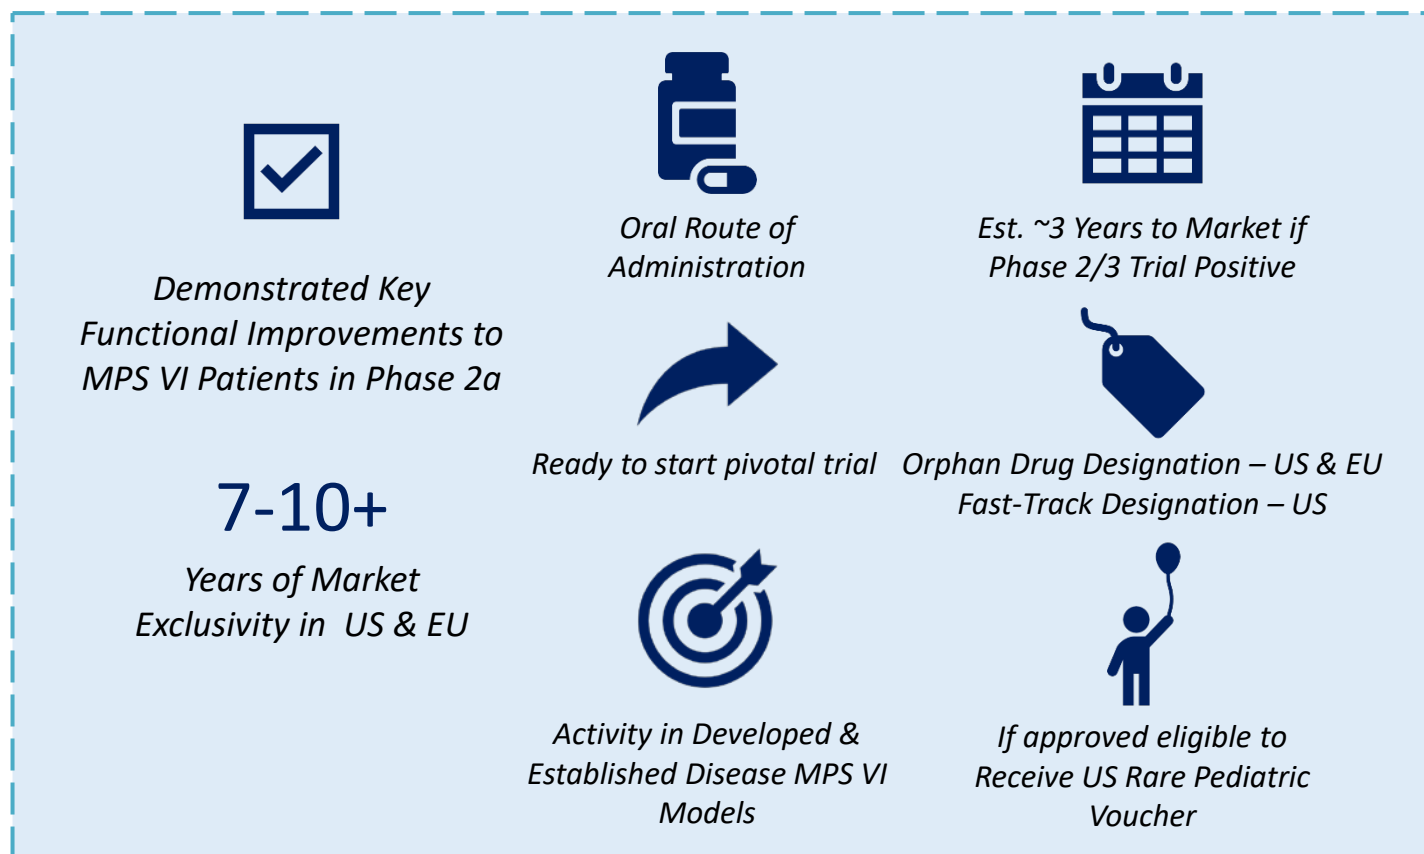 Demonstrated Key
Functional Improvements to
MPS VI Patients in Phase 2a
7-10+
Years of Market
Exclusivity in US & EU
Oral Route of
Administration
Ready to start pivotal trial
Activity in Developed &
Established Disease MPS VI
Models
Est. ~3 Years to Market if
Phase 2/3 Trial Positive
Orphan Drug Designation – US & EU
Fast-Track Designation – US
If approved eligible to
Receive US Rare Pediatric
Voucher